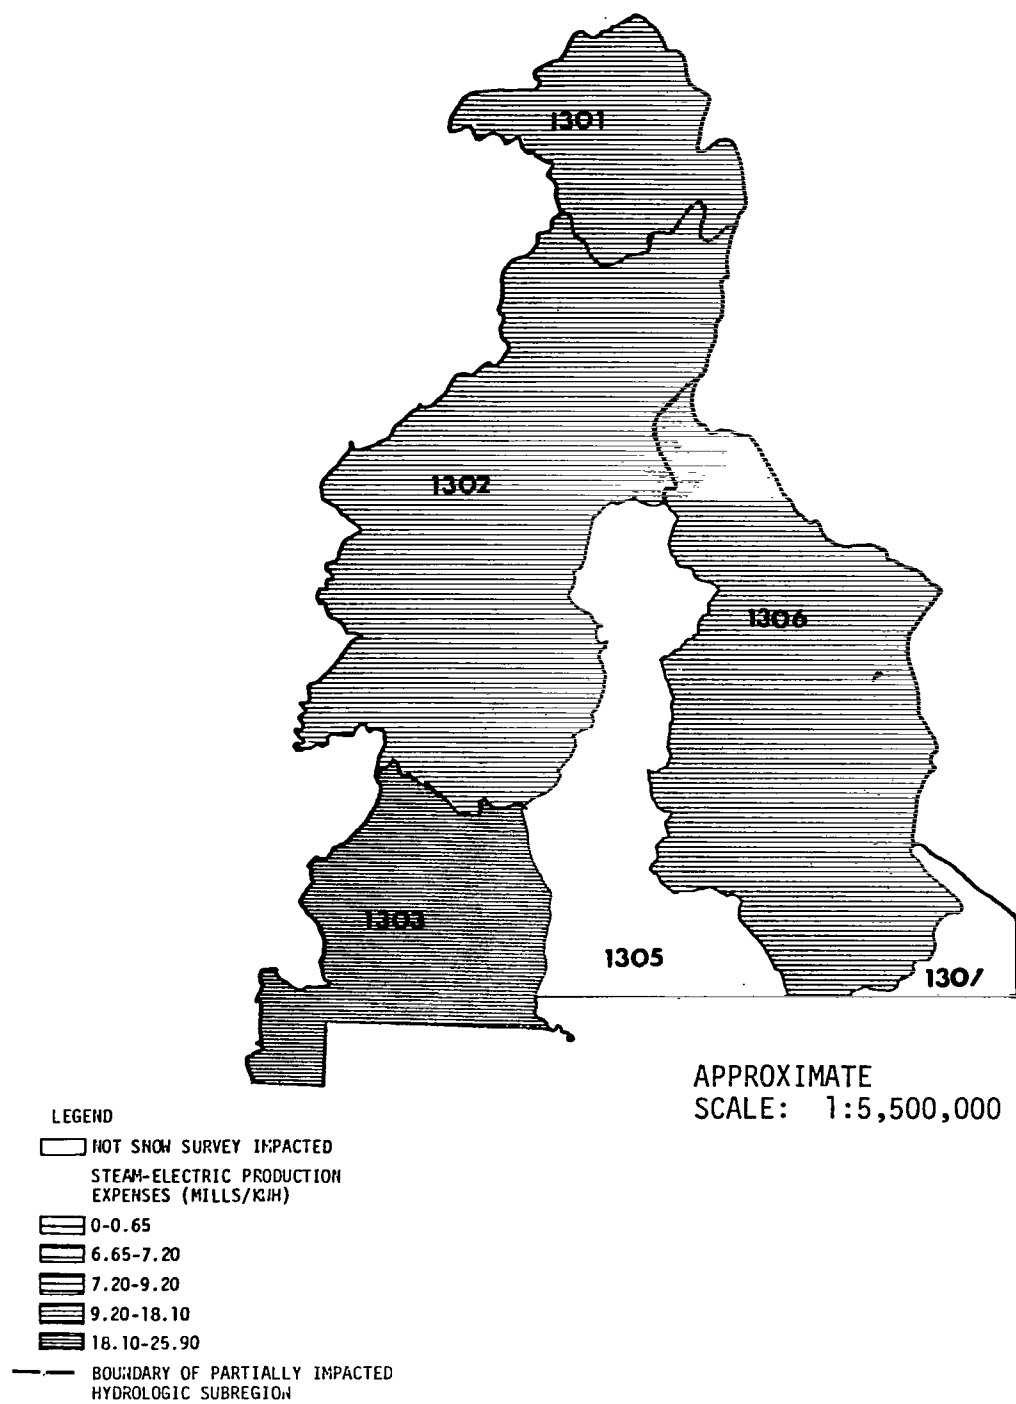 1301
1302
1306
1303
1305
130/
APPROXIMATE
SCALE: 1:5,500,000
LEGEND
NOT SNOW SURVEY IMPACTED
STEAM-ELECTRIC PRODUCTION
EXPENSES (MILLS/KWH)
0-0.65
6.65-7.20
7.20-9.20
9.20-18.10
18.10-25.90
BOUNDARY OF PARTIALLY IMPACTED
HYDROLOGIC SUBREGION